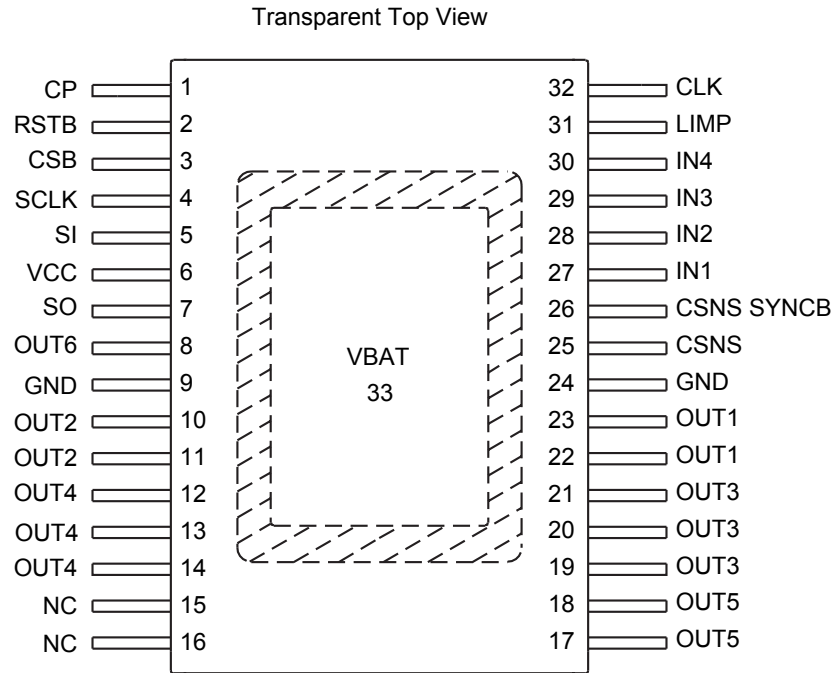 Transparent Top View
CP 1 32 CLK
RSTB 2 31 LIMP
CSB 3 30 IN4
SCLK 4 29 IN3
SI 5 28 IN2
VCC 6 27 IN1
SO 7 26 CSNS SYNCB
OUT6 8 25 CSNS
GND 9 24 GND
OUT2 10 23 OUT1
OUT2 11 22 OUT1
OUT4 12 21 OUT3
OUT4 13 20 OUT3
OUT4 14 19 OUT3
NC 15 18 OUT5
NC 16 17 OUT5
VBAT
33